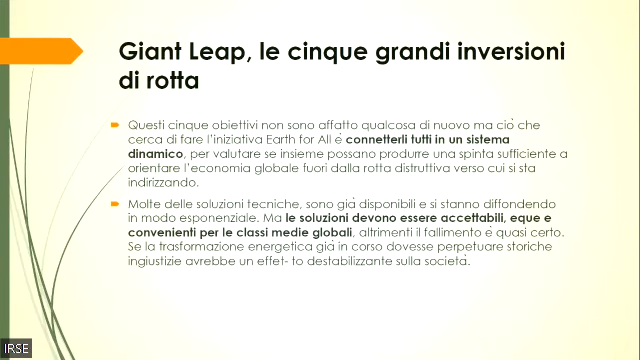 Giant Leap, le cinque grandi inversioni
di rotta
Questi cinque obiettivi non sono affatto qualcosa di nuovo ma ciò che
cerca di fare l'iniziativa Earth for All è connetterli tutti in un sistema
dinamico, per valutare se insieme possano produrre una spinta sufficiente a
orientare l'economia globale fuori dalla rotta distruttiva verso cui si sta
indirizzando.
Molte delle soluzioni tecniche, sono già disponibili e si stanno diffondendo
in modo esponenziale. Ma le soluzioni devono essere accettabili, eque e
convenienti per le classi medie globali, altrimenti il fallimento è quasi certo.
Se la trasformazione energetica già in corso dovesse perpetuare storiche
ingiustizie avrebbe un effet- to destabilizzante sulla società.
IRSE